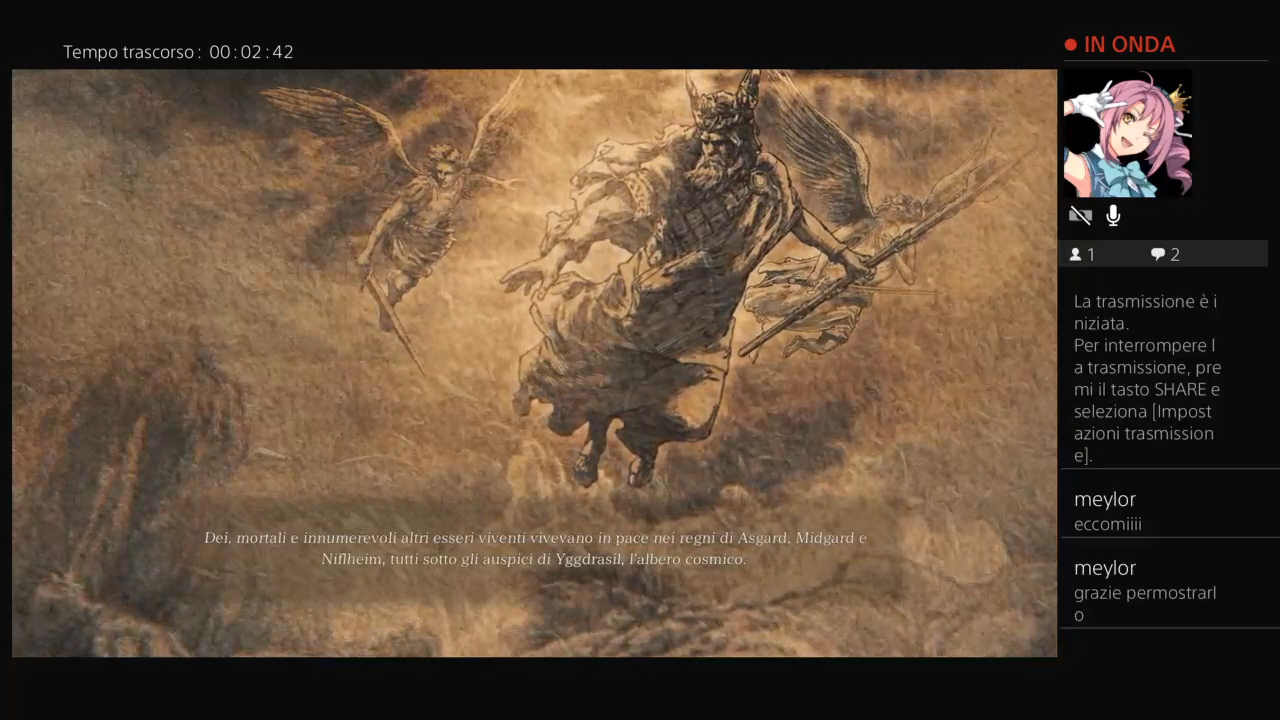 Tempo trascorso: 00:02:42
IN ONDA
1
2
La trasmissione è i
niziata.
Per interrompere l
a trasmissione, pre
mi il tasto SHARE e
seleziona [Impost
azioni trasmission
e].
meylor
eccomiiii
meylor
grazie permostrarl
o
Dei, mortali e innumerevoli altri esseri viventi vivevano in pace nei regni di Asgard, Midgard e
Niflheim, tutti sotto gli auspici di Yggdrasil, l'albero cosmico.